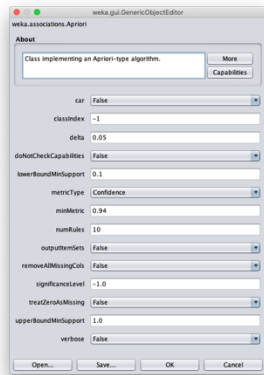 weka.gui.GenericObjectEditor
weka.associations.Apriori
About
Class implementing an Apriori-type algorithm.
More
Capabilities
car False
classIndex -1
delta 0.05
doNotCheckCapabilities False
lowerBoundMinSupport 0.1
metricType Confidence
minMetric 0.94
numRules 10
outputItemSets False
removeAllMissingCols False
significanceLevel -1.0
treatZeroAsMissing False
upperBoundMinSupport 1.0
verbose False
Open... Save... OK Cancel